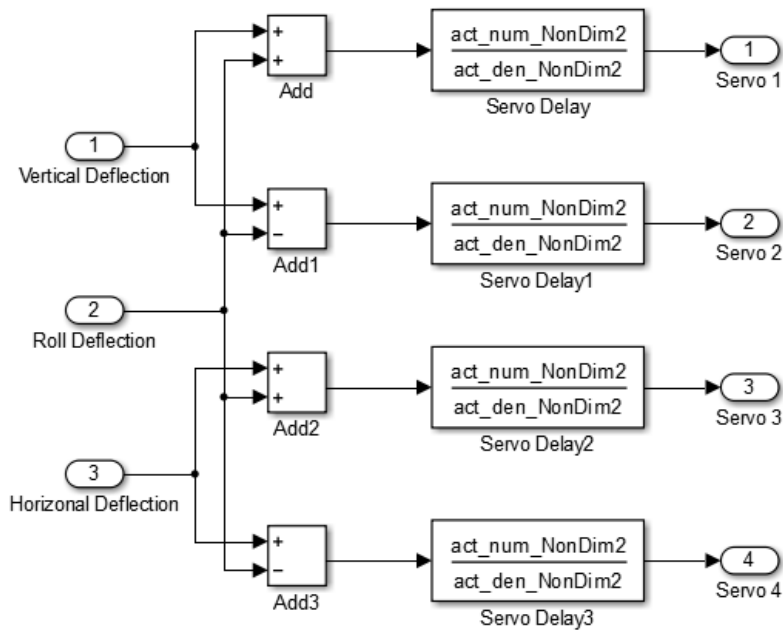 +
+
Add
act_num_NonDim2
act_den_NonDim2
Servo Delay
1
Servo 1
1
Vertical Deflection
+
−
Add1
act_num_NonDim2
act_den_NonDim2
Servo Delay1
2
Servo 2
2
Roll Deflection
+
+
Add2
act_num_NonDim2
act_den_NonDim2
Servo Delay2
3
Servo 3
3
Horizonal Deflection
+
−
Add3
act_num_NonDim2
act_den_NonDim2
Servo Delay3
4
Servo 4